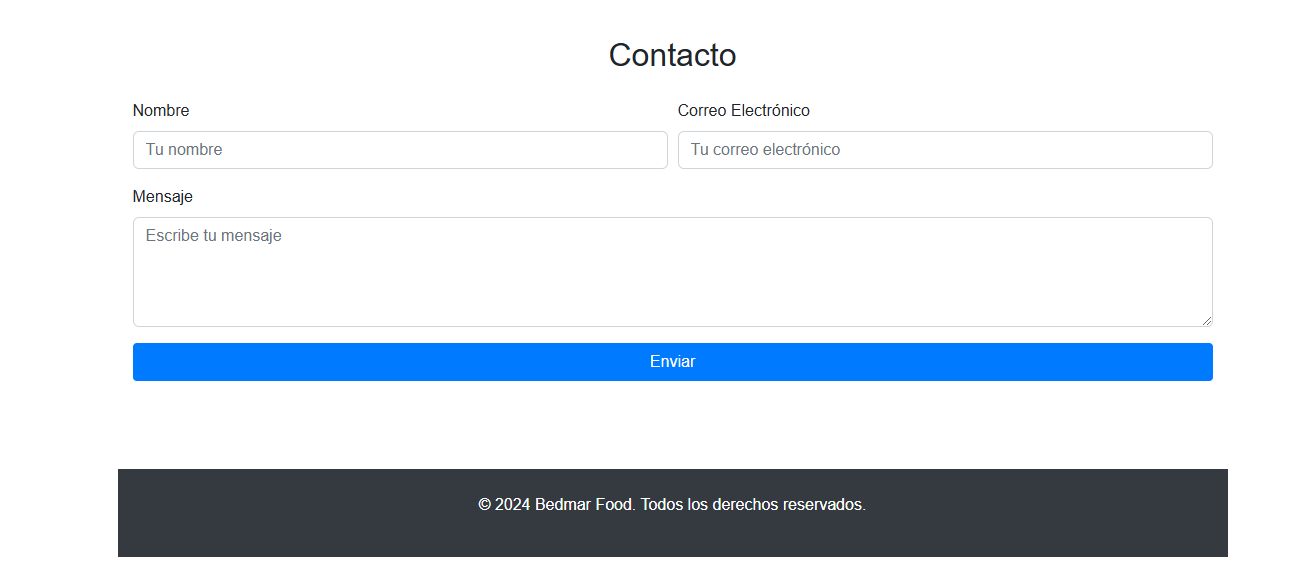 Contacto
Nombre
Correo Electrónico
Tu nombre
Tu correo electrónico
Mensaje
Escribe tu mensaje
Enviar
© 2024 Bedmar Food. Todos los derechos reservados.